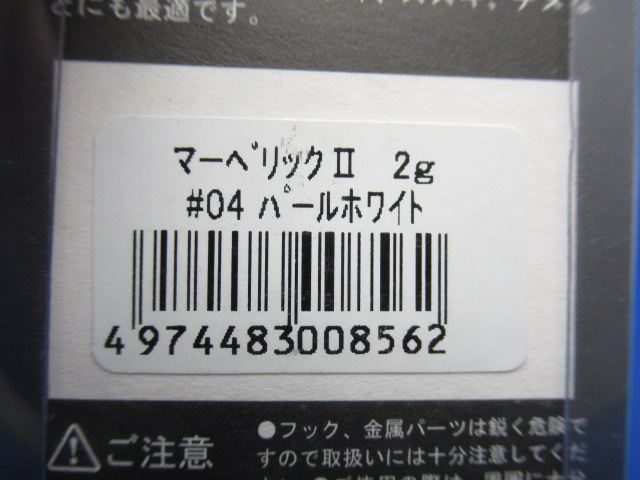 どにも最適です。
マーベリックⅡ 2g
#04 パールホワイト
4974483008562
ご注意
●フック、金属パーツは鋭く危険で
すので取扱いには十分注意してくだ